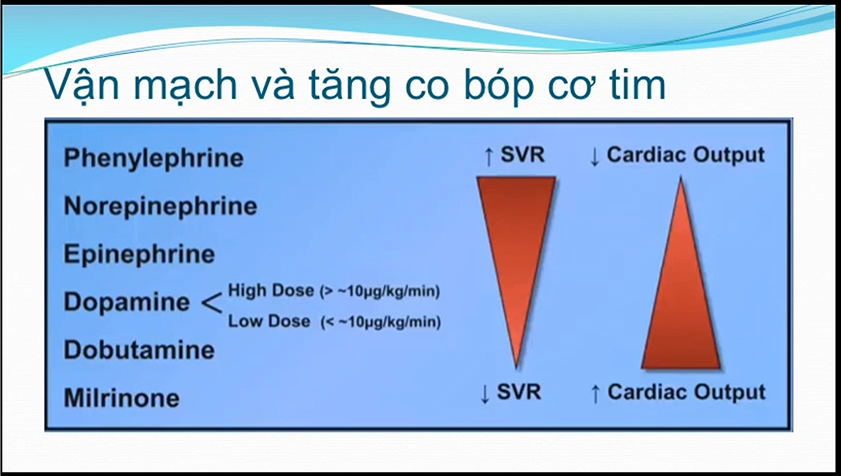 Vận mạch và tăng co bóp cơ tim
Phenylephrine
Norepinephrine
Epinephrine
Dopamine <
High Dose (> ~10µg/kg/min)
Low Dose (< ~10µg/kg/min)
Dobutamine
Milrinone
↑ SVR
↓ Cardiac Output
↓ SVR
↑ Cardiac Output